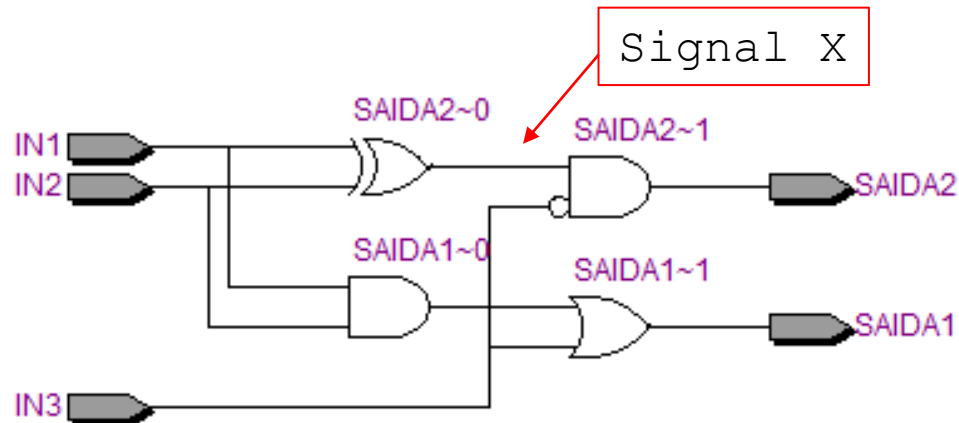 Signal X
SAIDA2~0
SAIDA2~1
IN1
IN2
SAIDA2
SAIDA1~0
SAIDA1~1
SAIDA1
IN3